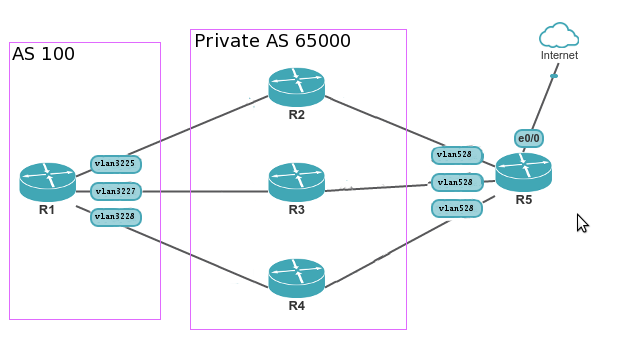 AS 100
Private AS 65000
Internet
e0/0
R1
vlan3225
vlan3227
vlan3228
R2
R3
R4
vlan528
vlan528
vlan528
R5